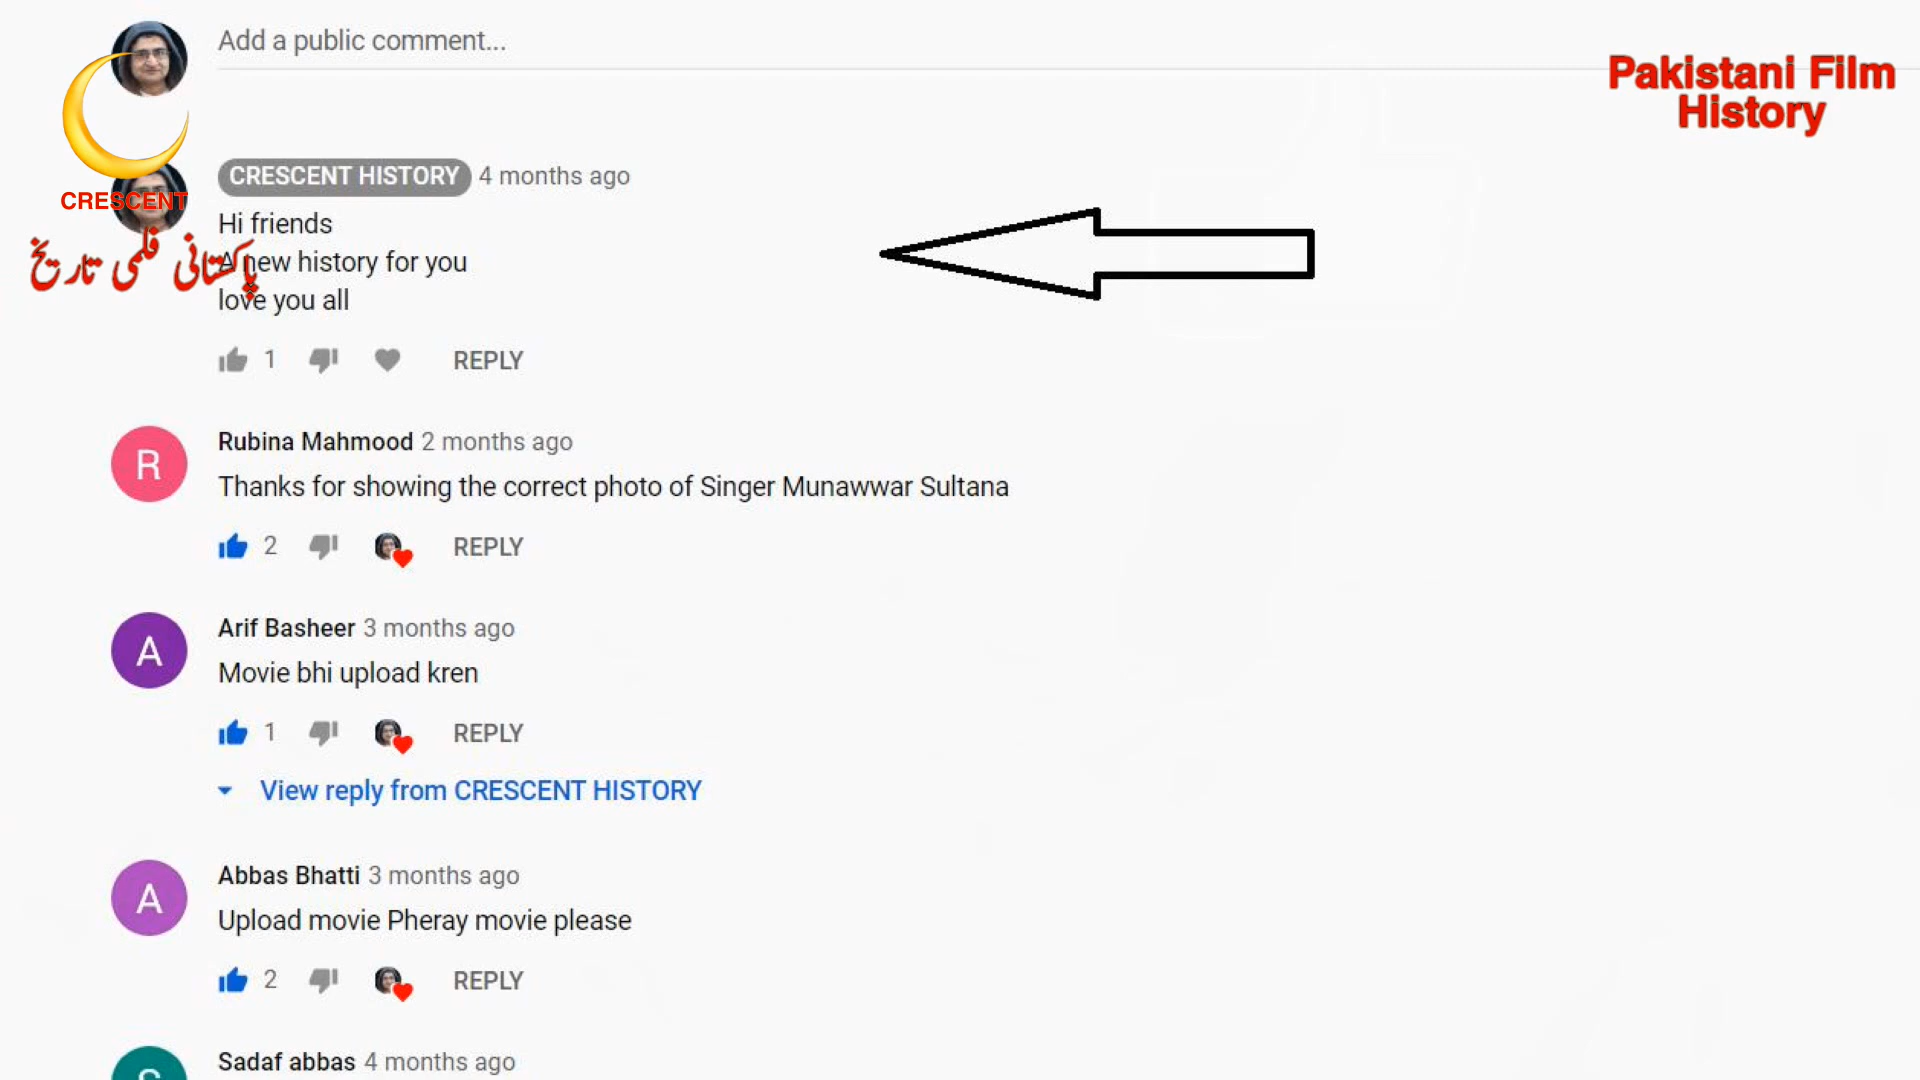 Add a public comment...
Pakistani Film
History
CRESCENT HISTORY 4 months ago
CRESCENT
Hi friends
پاکستانی فلمی تاریخ
A new history for you
love you all
1 REPLY
R
Rubina Mahmood 2 months ago
Thanks for showing the correct photo of Singer Munawwar Sultana
2 REPLY
A
Arif Basheer 3 months ago
Movie bhi upload kren
1 REPLY
View reply from CRESCENT HISTORY
A
Abbas Bhatti 3 months ago
Upload movie Pheray movie please
2 REPLY
Sadaf abbas 4 months ago